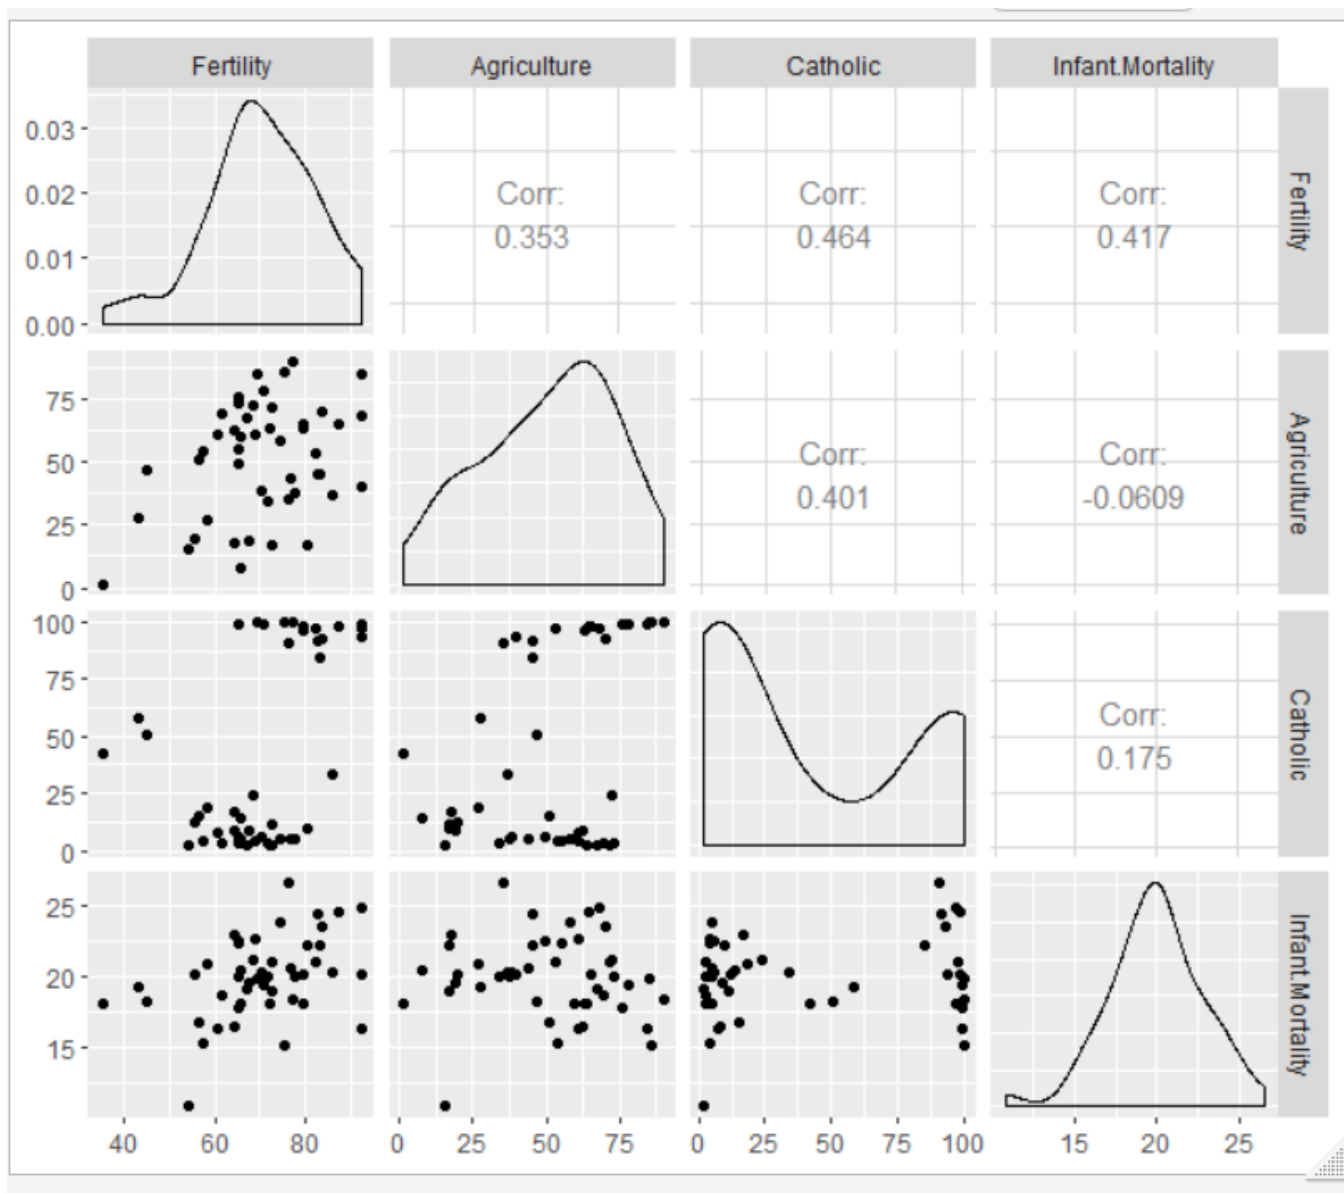 Fertility Agriculture Catholic Infant.Mortality
0.03
0.02
0.01
0.00
Corr:
0.353
Corr:
0.464
Corr:
0.417
Fertility
75
50
25
0
Corr:
0.401
Corr:
-0.0609
Agriculture
100
75
50
25
0
Corr:
0.175
Catholic
25
20
15
Infant.Mortality
40 60 80 0 25 50 75 0 25 50 75 100 15 20 25